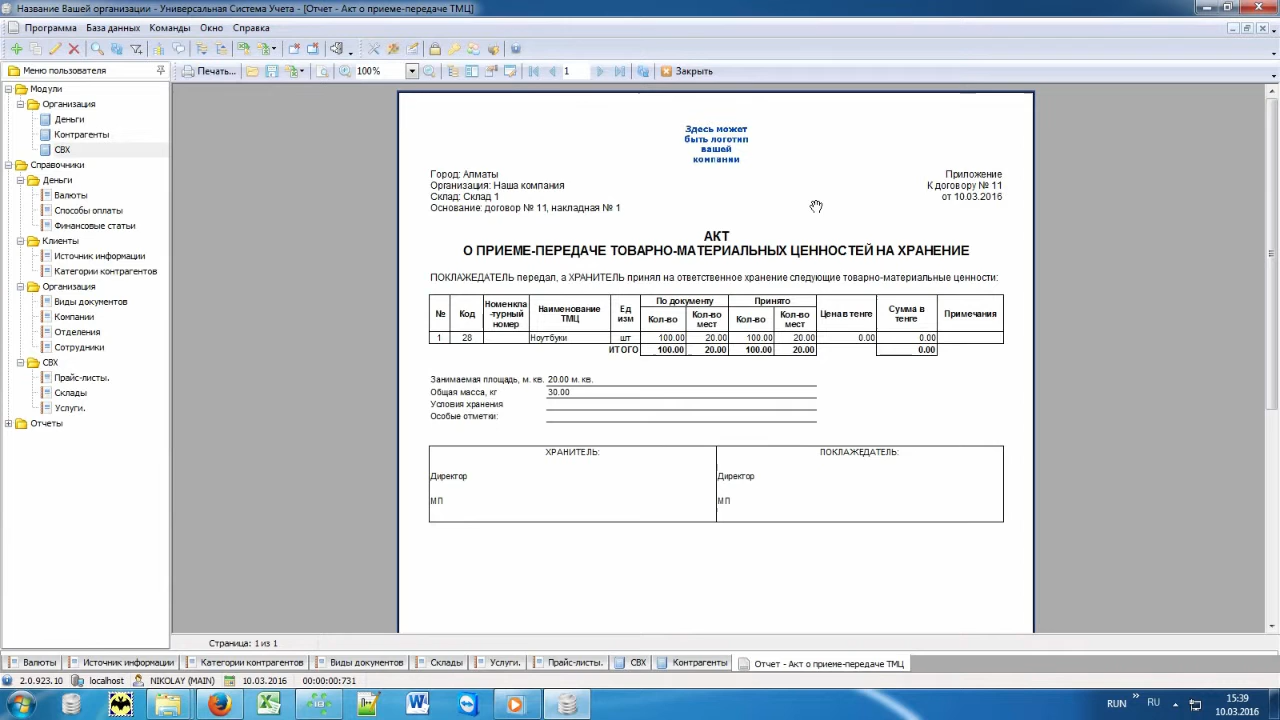 Название Вашей организации - Универсальная Система Учета - [Отчет - Акт о приеме-передаче ТМЦ]
Программа База данных Команды Окно Справка
Меню пользователя
Печать... 100% 1 Закрыть
Модули
Организация
Деньги
Контрагенты
СВХ
Справочники
Деньги
Валюты
Способы оплаты
Финансовые статьи
Клиенты
Источник информации
Категории контрагентов
Организация
Виды документов
Компании
Отделения
Сотрудники
СВХ
Прайс-листы.
Склады
Услуги.
Отчеты
Здесь может
быть логотип
вашей
компании
Город: Алматы
Организация: Наша компания
Склад: Склад 1
Основание: договор № 11, накладная № 1
Приложение
К договору № 11
от 10.03.2016
АКТ
О ПРИЕМЕ-ПЕРЕДАЧЕ ТОВАРНО-МАТЕРИАЛЬНЫХ ЦЕННОСТЕЙ НА ХРАНЕНИЕ
ПОКЛАЖЕДАТЕЛЬ передал, а ХРАНИТЕЛЬ принял на ответственное хранение следующие товарно-материальные ценности:
№ Код Номенкла-турный номер Наименование ТМЦ Ед изм По документу Принято Цена в тенге Сумма в тенге Примечания
Кол-во Кол-во мест Кол-во Кол-во мест
1 28 Ноутбуки шт 100.00 20.00 100.00 20.00 0.00 0.00
ИТОГО 100.00 20.00 100.00 20.00 0.00
Занимаемая площадь, м. кв. 20.00 м. кв.
Общая масса, кг 30.00
Условия хранения
Особые отметки:
ХРАНИТЕЛЬ: ПОКЛАЖЕДАТЕЛЬ:
Директор Директор
МП МП
Страница: 1 из 1
Валюты Источник информации Категории контрагентов Виды документов Склады Услуги. Прайс-листы. СВХ Контрагенты Отчет - Акт о приеме-передаче ТМЦ
2.0.923.10 localhost NIKOLAY (MAIN) 10.03.2016 00:00:00:731
RUN RU 15:39
10.03.2016